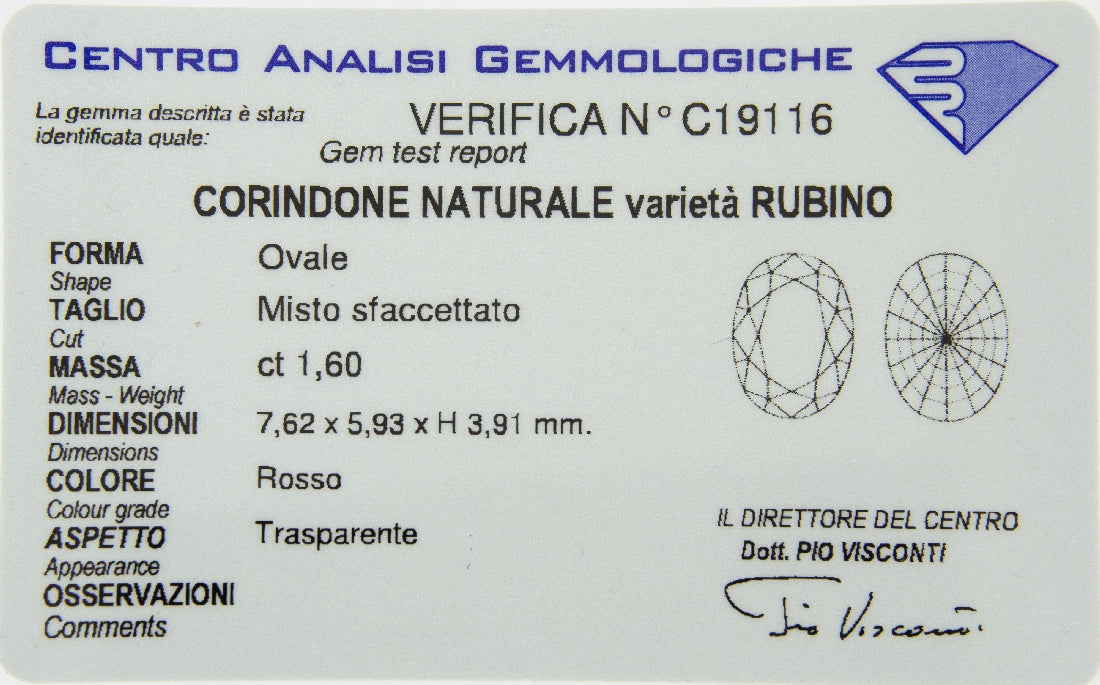 CENTRO ANALISI GEMMOLOGICHE
La gemma descritta è stata
identificata quale:
VERIFICA N° C19116
Gem test report
CORINDONE NATURALE varietà RUBINO
FORMA Ovale
Shape
TAGLIO Misto sfaccettato
Cut
MASSA ct 1,60
Mass - Weight
DIMENSIONI 7,62 x 5,93 x H 3,91 mm.
Dimensions
COLORE Rosso
Colour grade
ASPETTO Trasparente
Appearance
OSSERVAZIONI
Comments
IL DIRETTORE DEL CENTRO
Dott. PIO VISCONTI
Pio Visconti